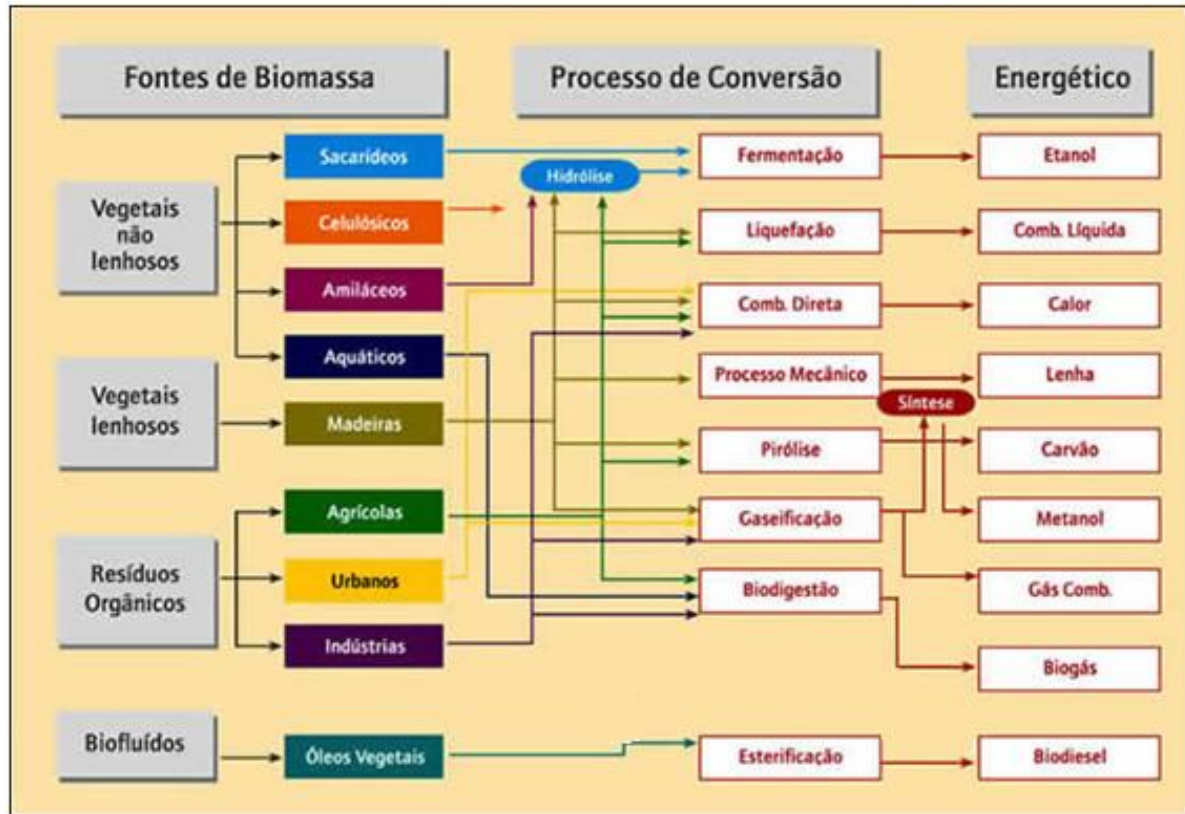 Fontes de Biomassa
Processo de Conversão
Energético
Vegetais
não
lenhosos
Vegetais
lenhosos
Resíduos
Orgânicos
Biofluídos
Sacarídeos
Celulósicos
Amiláceos
Aquáticos
Madeiras
Agrícolas
Urbanos
Indústrias
Óleos Vegetais
Hidrólise
Fermentação
Liquefação
Comb. Direta
Processo Mecânico
Pirólise
Gaseificação
Biodigestão
Esterificação
Síntese
Etanol
Comb. Líquida
Calor
Lenha
Carvão
Metanol
Gás Comb.
Biogás
Biodiesel